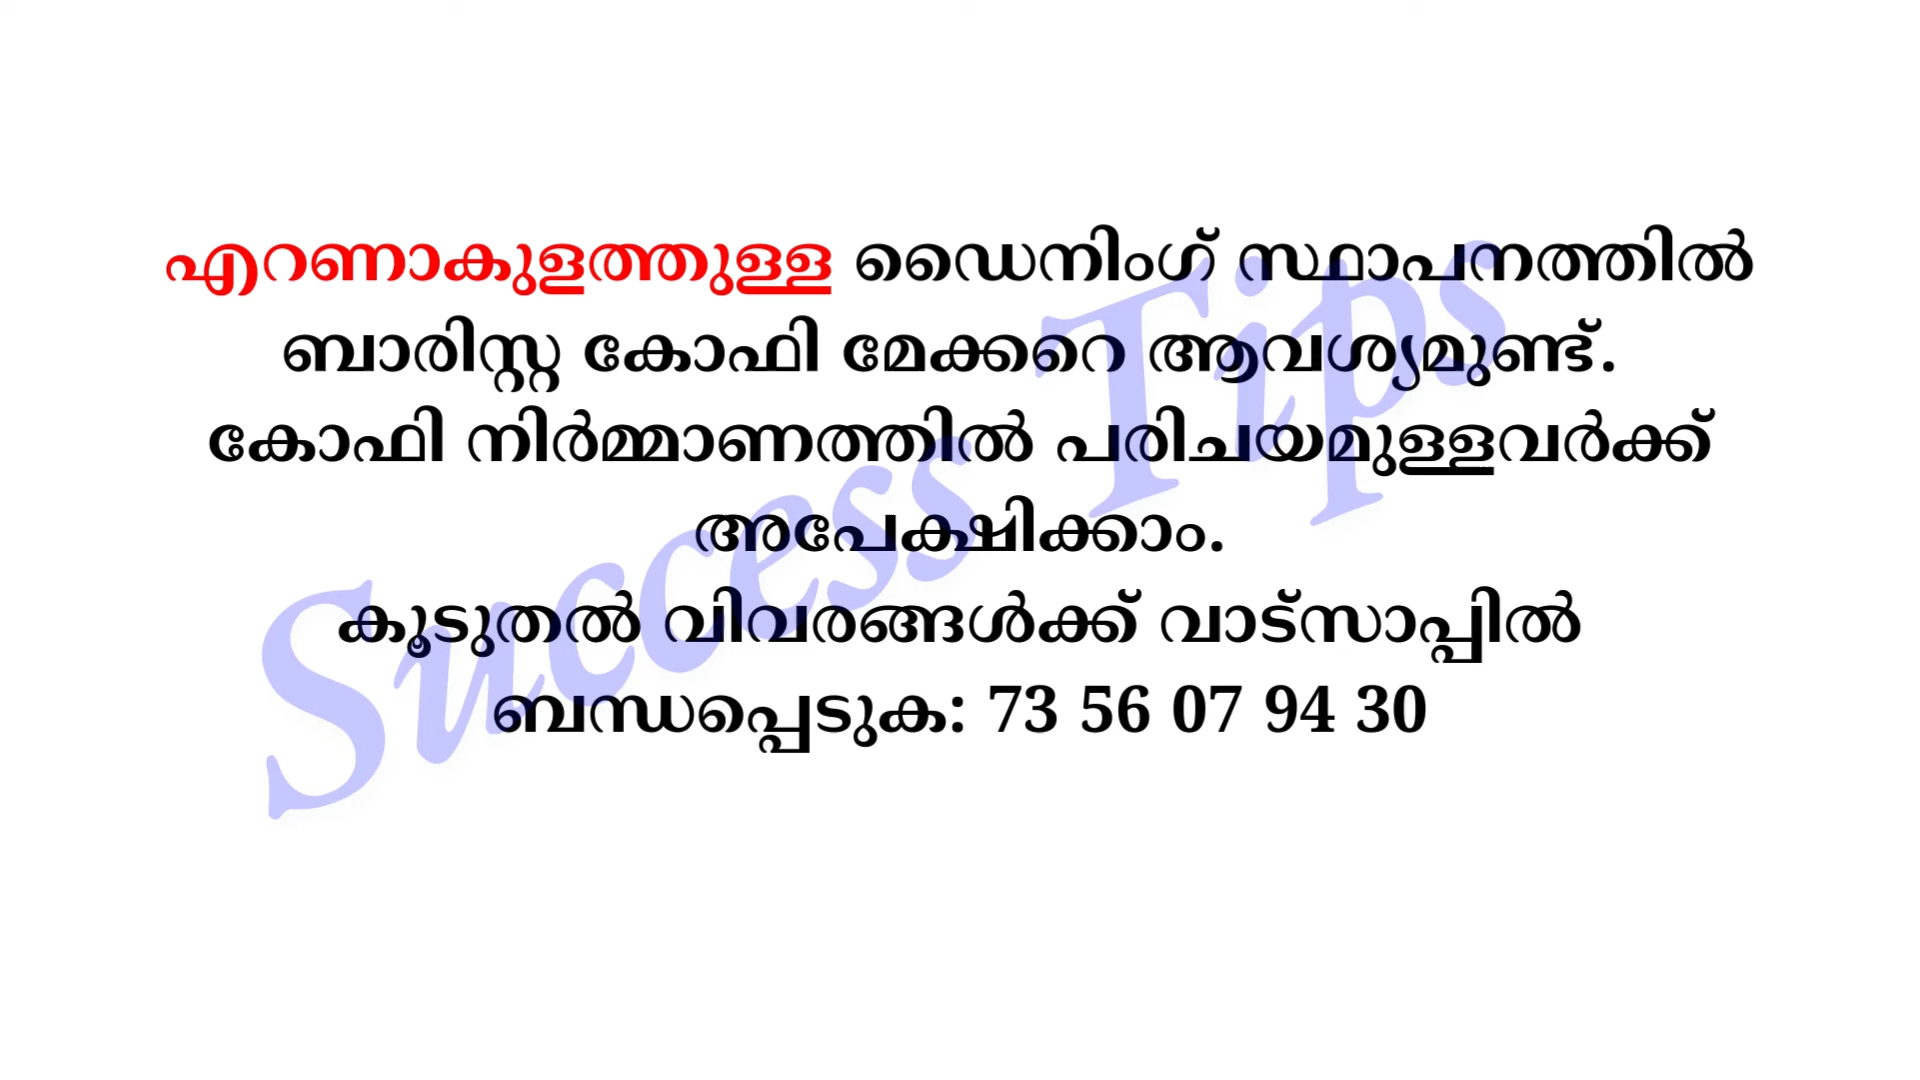 എറണാകുളത്തുള്ള ഡൈനിംഗ് സ്ഥാപനത്തിൽ
ബാരിസ്റ്റ കോഫി മേക്കറെ ആവശ്യമുണ്ട്.
കോഫി നിർമ്മാണത്തിൽ പരിചയമുള്ളവർക്ക്
അപേക്ഷിക്കാം.
കൂടുതൽ വിവരങ്ങൾക്ക് വാട്സാപ്പിൽ
ബന്ധപ്പെടുക: 73 56 07 94 30
Success Tips